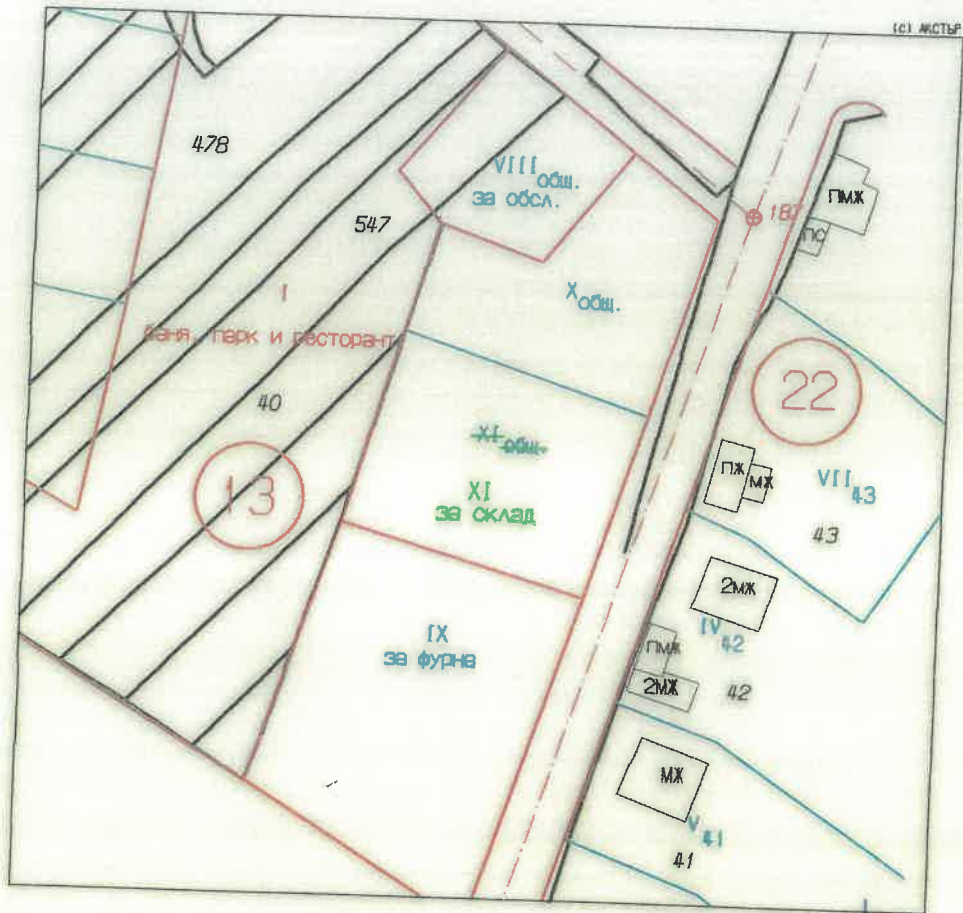 (c) АКСТЪР
478
VIII общ.
за обсл.
ПМЖ
547
187
ПС
X общ.
I
баня, парк и ресторант
22
40
XI общ.
13
ПЖ
МЖ
VII 43
XI
за склад
43
2МЖ
IV 42
IX
за фурна
ПМЖ
2МЖ
42
МЖ
V 41
41